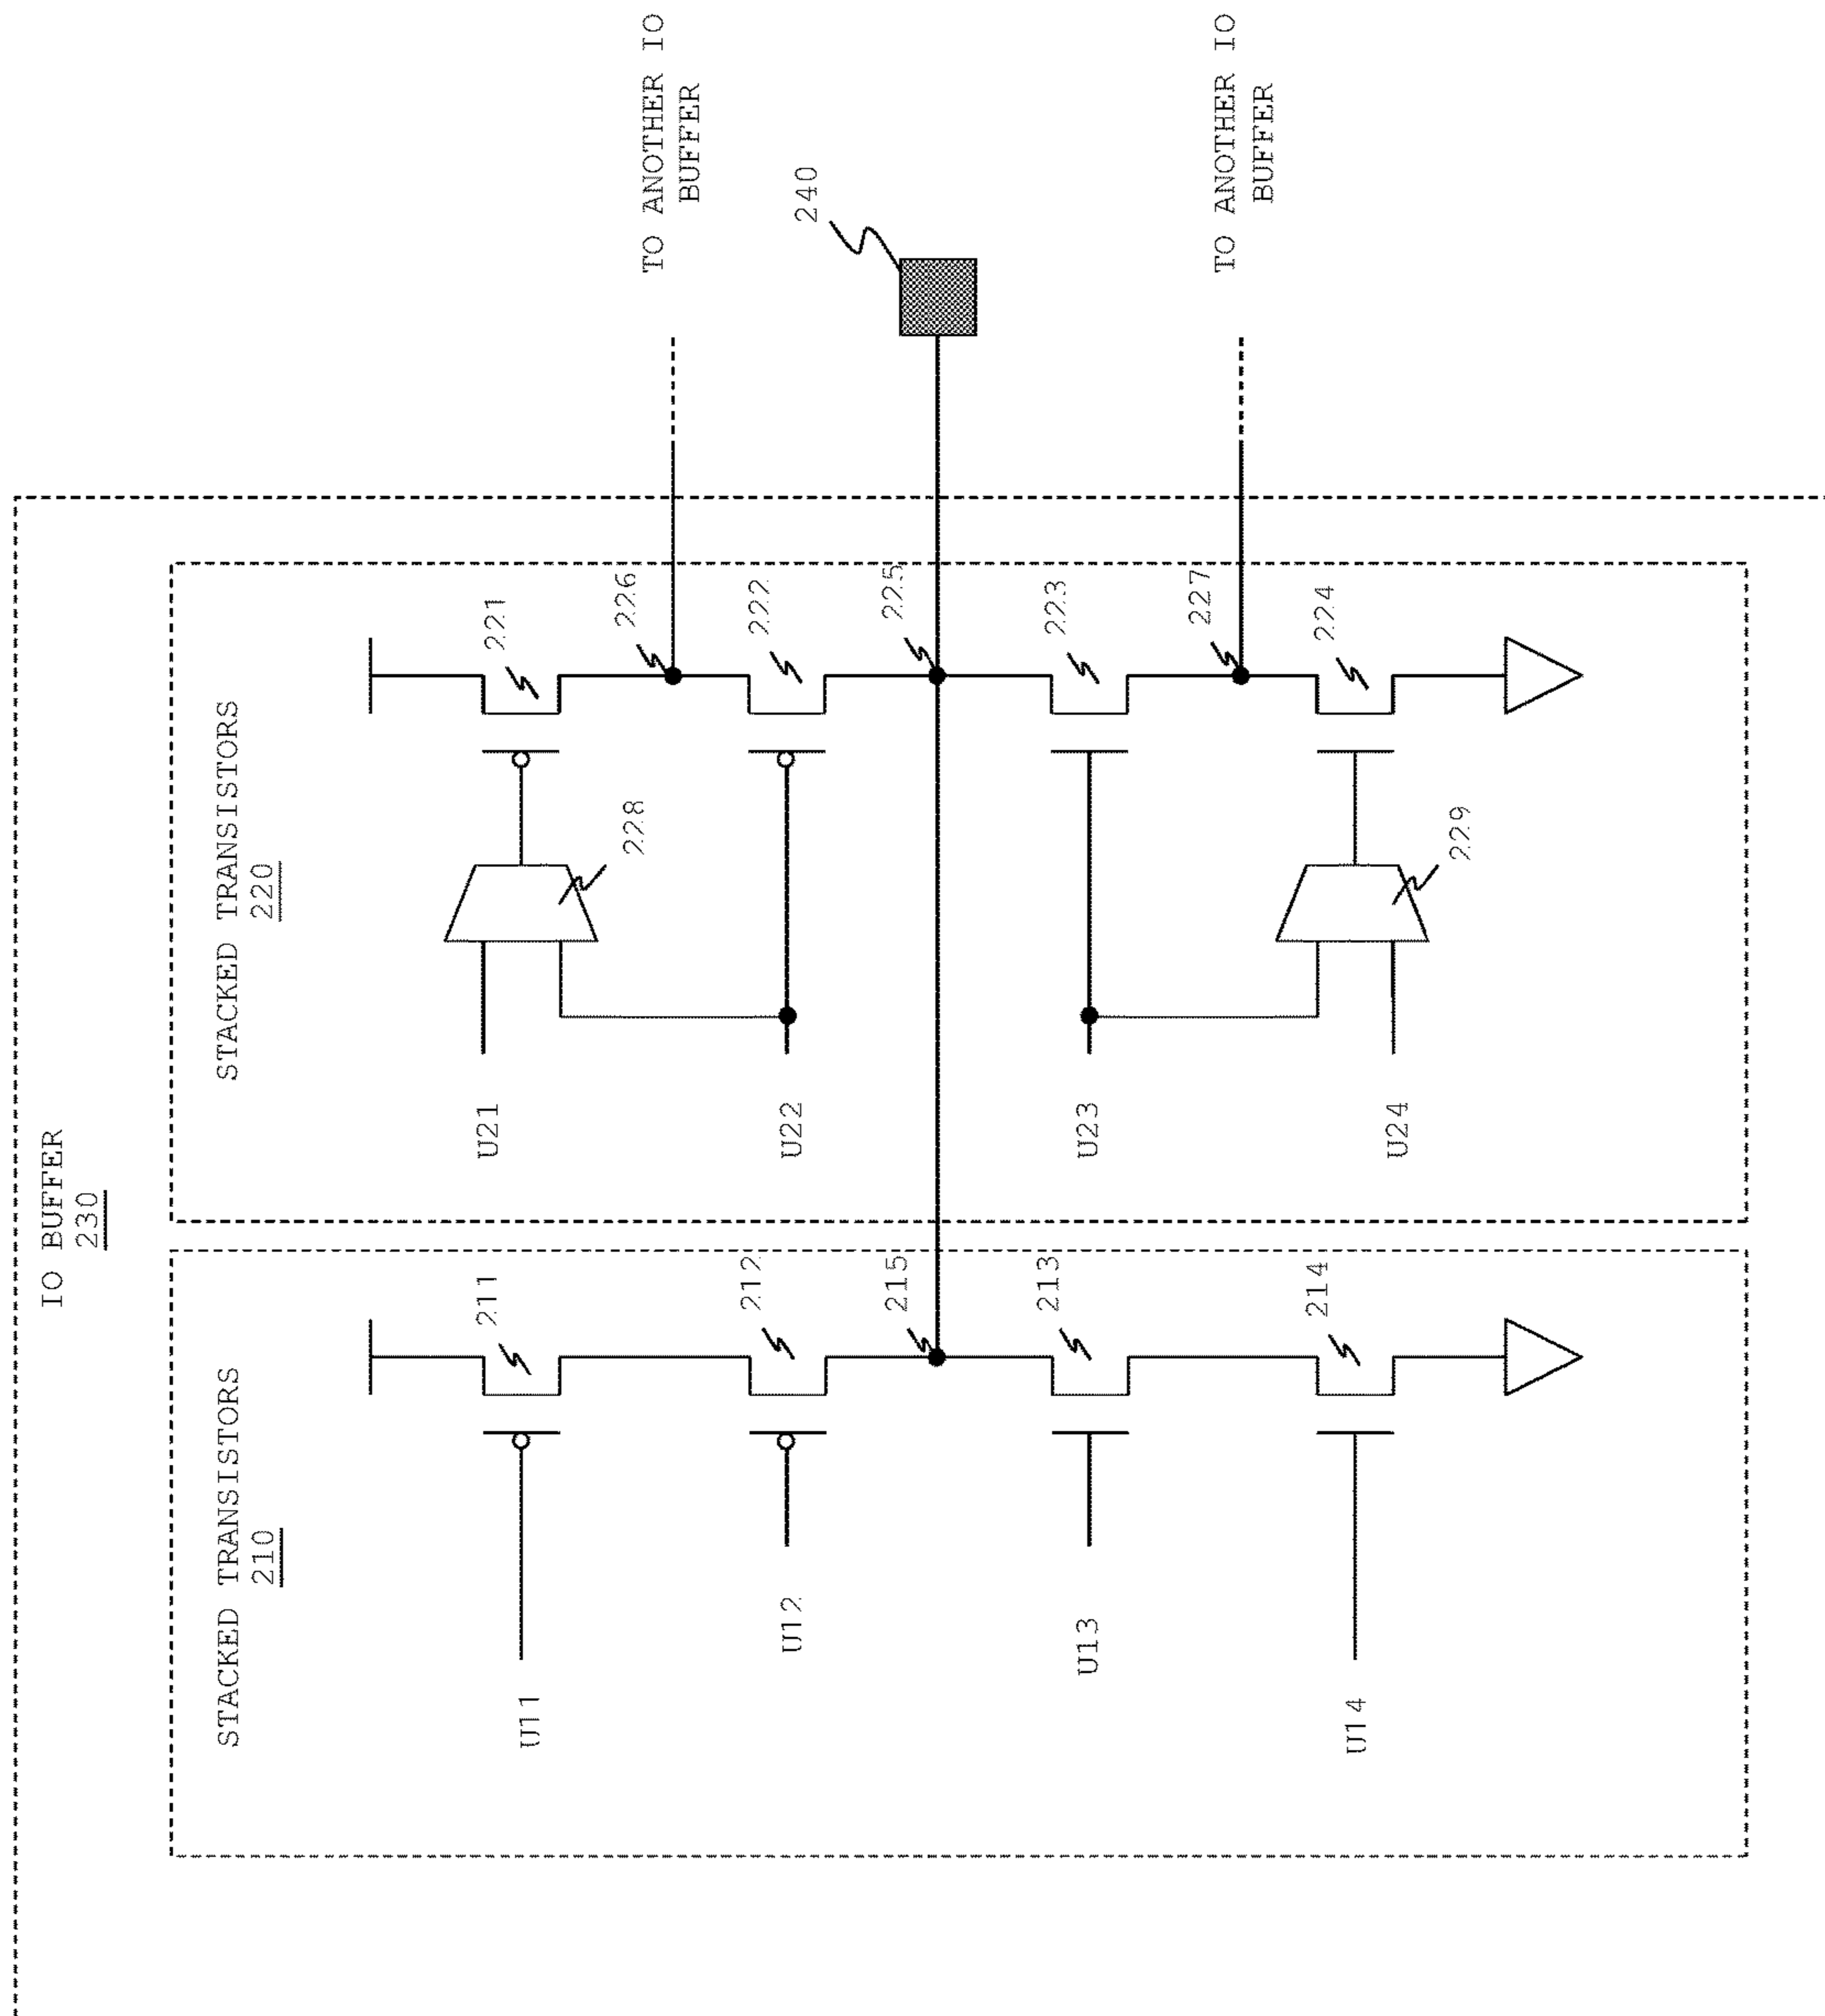 IO BUFFER
230
STACKED TRANSISTORS
210
U11
U12
U13
U14
211
212
215
213
214
STACKED TRANSISTORS
220
U21
U22
U23
U24
228
229
221
226
222
225
223
227
224
240
TO ANOTHER IO
BUFFER
TO ANOTHER IO
BUFFER